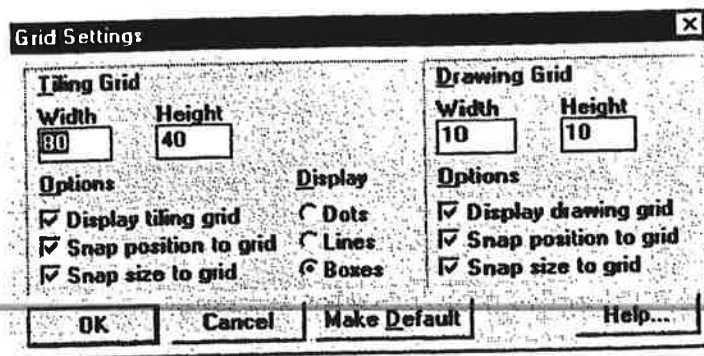 Grid Settings
Tiling Grid
Width Height
80 40
Options
Display tiling grid
Snap position to grid
Snap size to grid
Display
Dots
Lines
Boxes
Drawing Grid
Width Height
10 10
Options
Display drawing grid
Snap position to grid
Snap size to grid
OK Cancel Make Default Help...